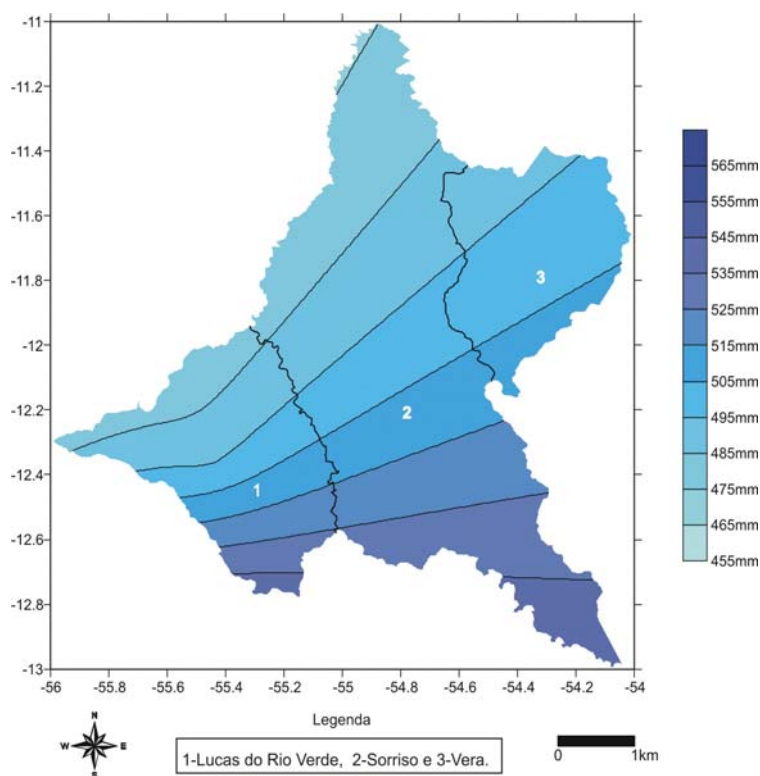 -11
-11.2
-11.4
-11.6
-11.8
-12
-12.2
-12.4
-12.6
-12.8
-13
-56
-55.8
-55.6
-55.4
-55.2
-55
-54.8
-54.6
-54.4
-54.2
-54
3
2
1
565mm
555mm
545mm
535mm
525mm
515mm
505mm
495mm
485mm
475mm
465mm
455mm
Legenda
N
W E
S
1-Lucas do Rio Verde, 2-Sorriso e 3-Vera.
0 1km